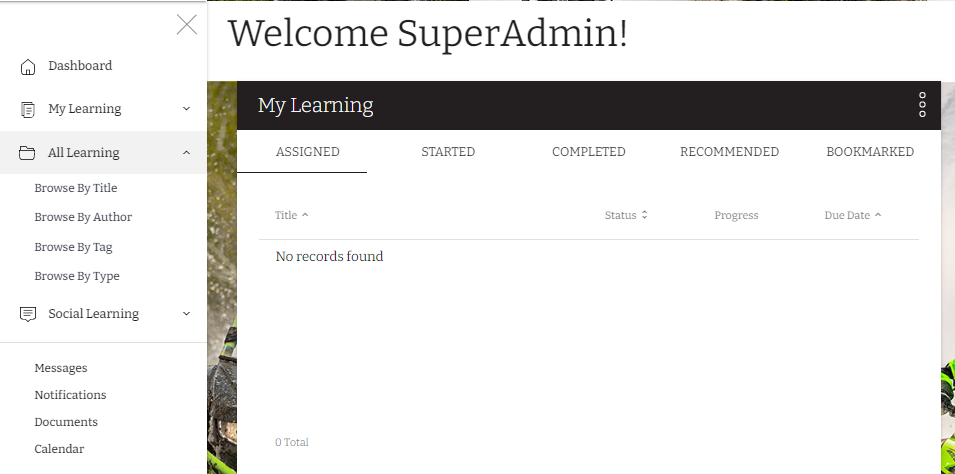 Welcome SuperAdmin!
Dashboard
My Learning
All Learning
Browse By Title
Browse By Author
Browse By Tag
Browse By Type
Social Learning
Messages
Notifications
Documents
Calendar
My Learning
ASSIGNED STARTED COMPLETED RECOMMENDED BOOKMARKED
Title Status Progress Due Date
No records found
0 Total